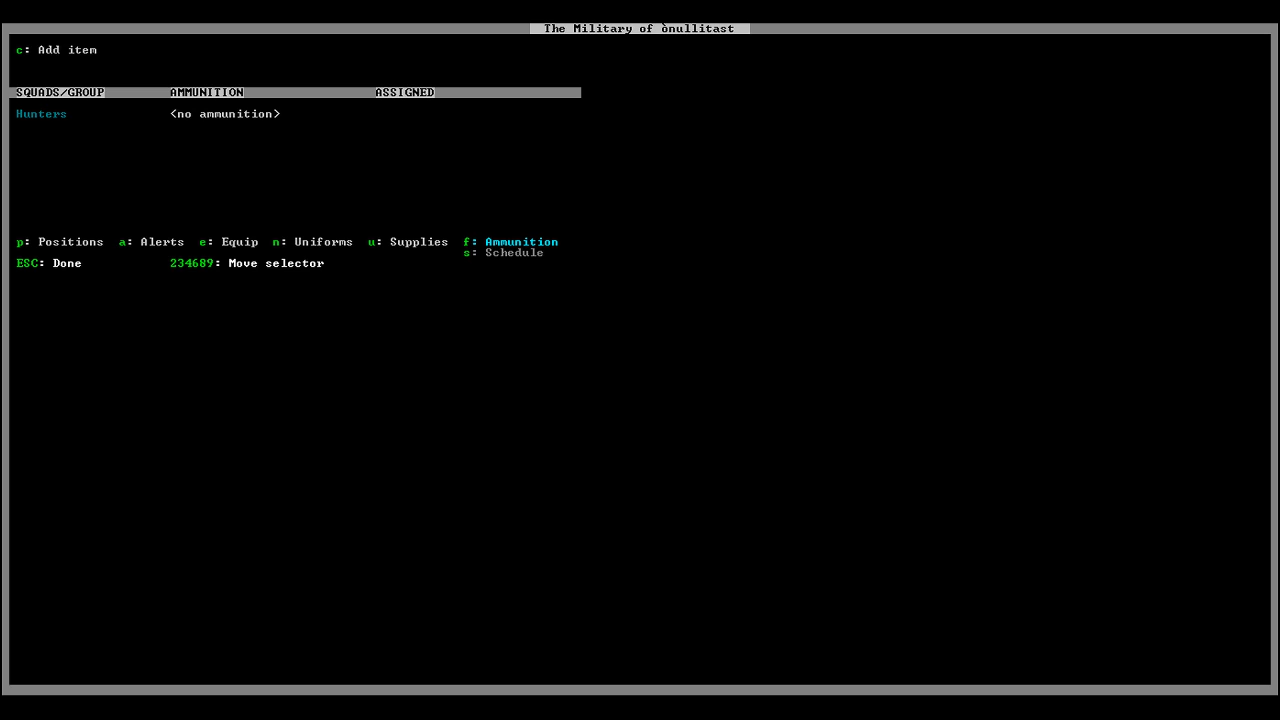 The Military of ònullitast
c: Add item
SQUADS/GROUP AMMUNITION ASSIGNED
Hunters <no ammunition>
p: Positions a: Alerts e: Equip n: Uniforms u: Supplies f: Ammunition
s: Schedule
ESC: Done 234689: Move selector